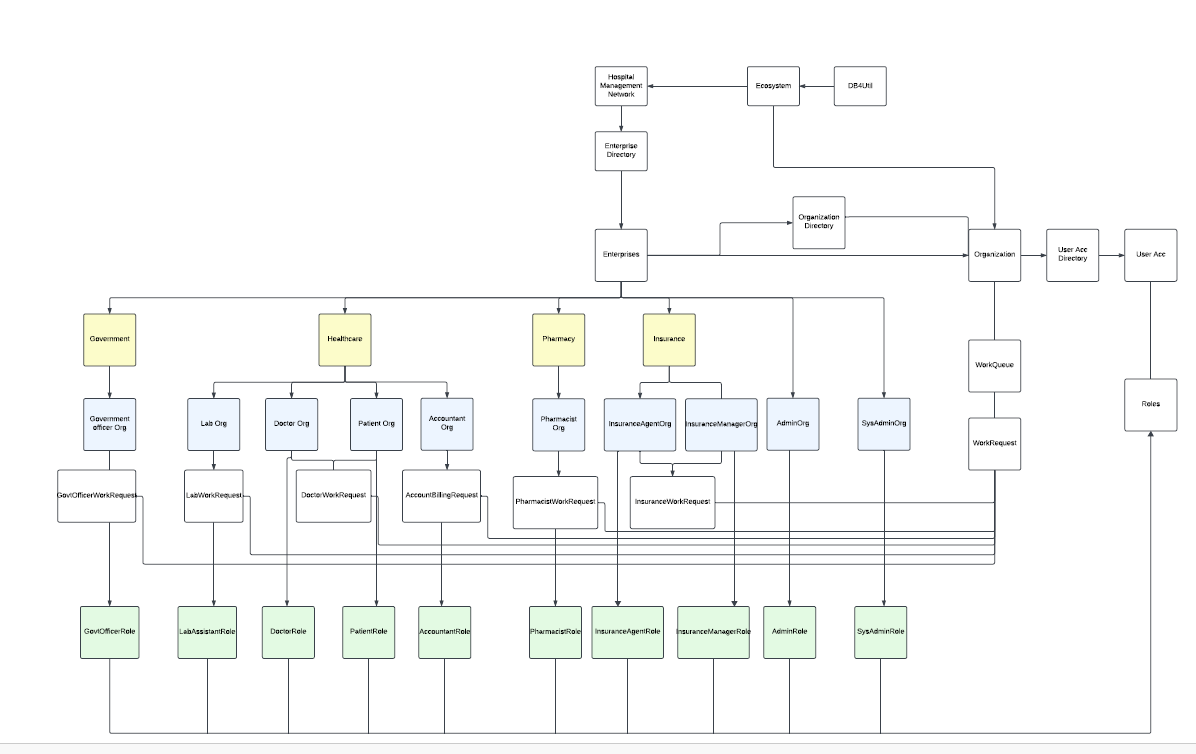 Hospital
Management
Network
Ecosystem
DB4Util
Enterprise
Directory
Organization
Directory
Enterprises
Organization
User Acc
Directory
User Acc
Government
Healthcare
Pharmacy
Insurance
WorkQueue
Roles
Government
officer Org
Lab Org
Doctor Org
Patient Org
Accountant
Org
Pharmacist
Org
InsuranceAgentOrg
InsuranceManagerOrg
AdminOrg
SysAdminOrg
WorkRequest
GovtOfficerWorkRequest
LabWorkRequest
DoctorWorkRequest
AccountBillingRequest
PharmacistWorkRequest
InsuranceWorkRequest
GovtOfficerRole
LabAssistantRole
DoctorRole
PatientRole
AccountantRole
PharmacistRole
InsuranceAgentRole
InsuranceManagerRole
AdminRole
SysAdminRole